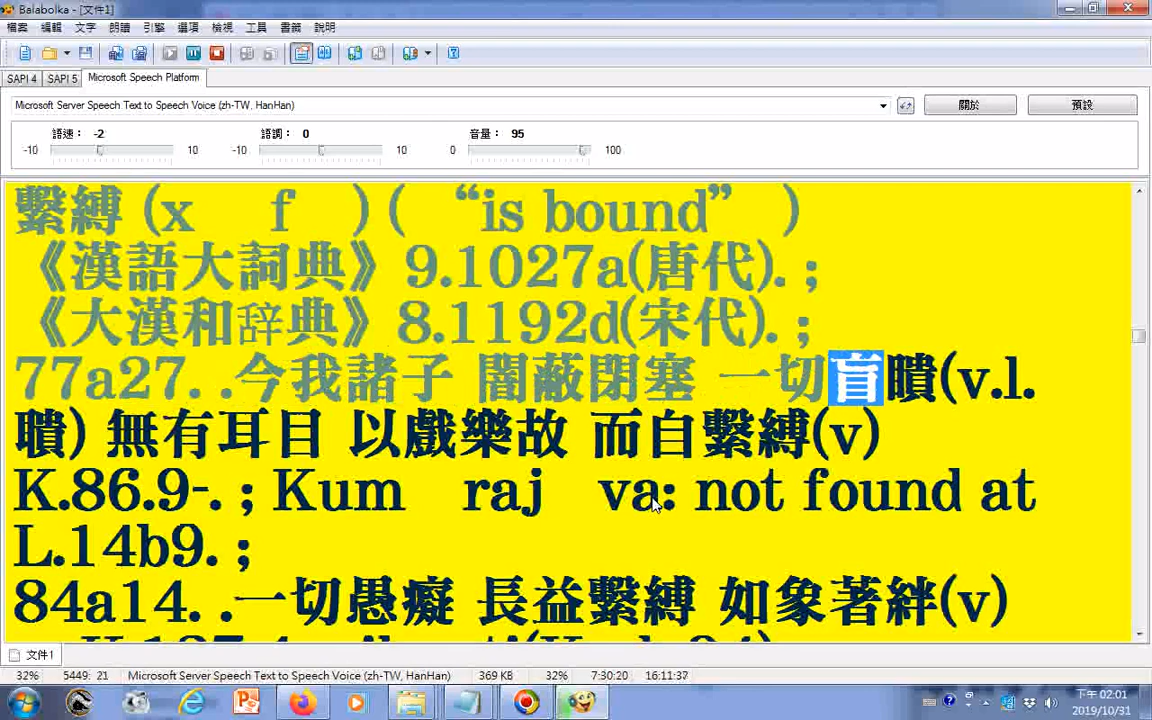 Balabolka - [文件1]
檔案 編輯 文字 朗讀 引擎 選項 檢視 工具 書籤 說明
SAPI 4 SAPI 5 Microsoft Speech Platform
Microsoft Server Speech Text to Speech Voice (zh-TW, HanHan) 關於 預設
語速： -2 語調： 0 音量： 95
-10 10 -10 10 0 100
繫縛 (x f ) ( “is bound” )
《漢語大詞典》 9.1027a(唐代). ;
《大漢和辞典》 8.1192d(宋代). ;
77a27. .今我諸子 闇蔽閉塞 一切盲瞶(v.l.
聵) 無有耳目 以戲樂故 而自繫縛(v)
K.86.9-. ; Kum raj va: not found at
L.14b9. ;
84a14. .一切愚癡 長益繫縛 如象著絆(v)
文件1
32% 5449: 21 Microsoft Server Speech Text to Speech Voice (zh-TW, HanHan) 369 KB 32% 7:30:20 16:11:37
下午 02:01
2019/10/31